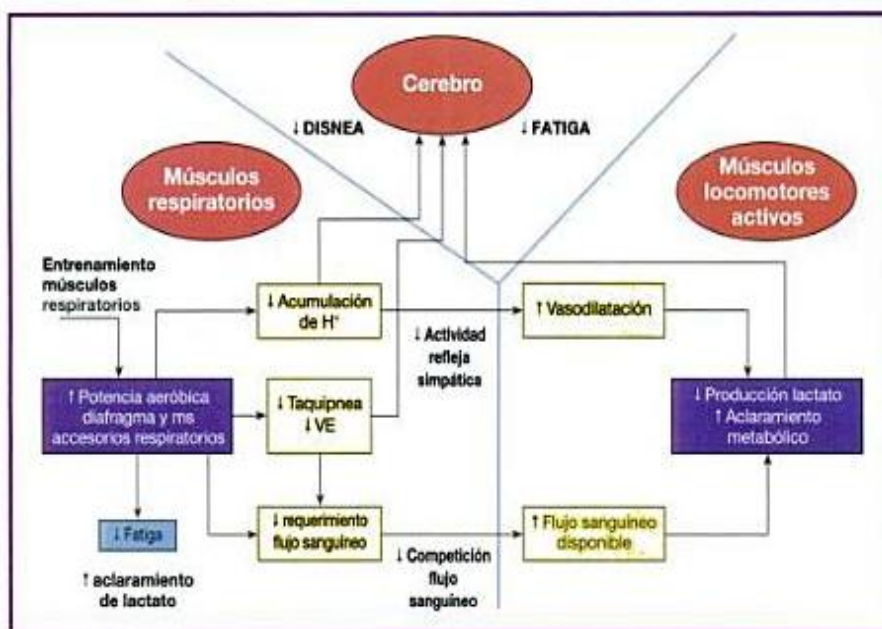 Cerebro
↓ DISNEA
↓ FATIGA
Músculos
respiratorios
Músculos
locomotores
activos
Entrenamiento
músculos
respiratorios
↓ Acumulación
de H⁺
↑ Vasodilatación
↓ Actividad
refleja
simpática
↑ Potencia aeróbica
diafragma y ms
accesorios respiratorios
↓ Taquipnea
↓ VE
↓ Producción lactato
↑ Aclaramiento
metabólico
↓ Fatiga
↓ requerimiento
flujo sanguíneo
↑ Flujo sanguíneo
disponible
↑ aclaramiento
de lactato
↓ Competición
flujo
sanguíneo